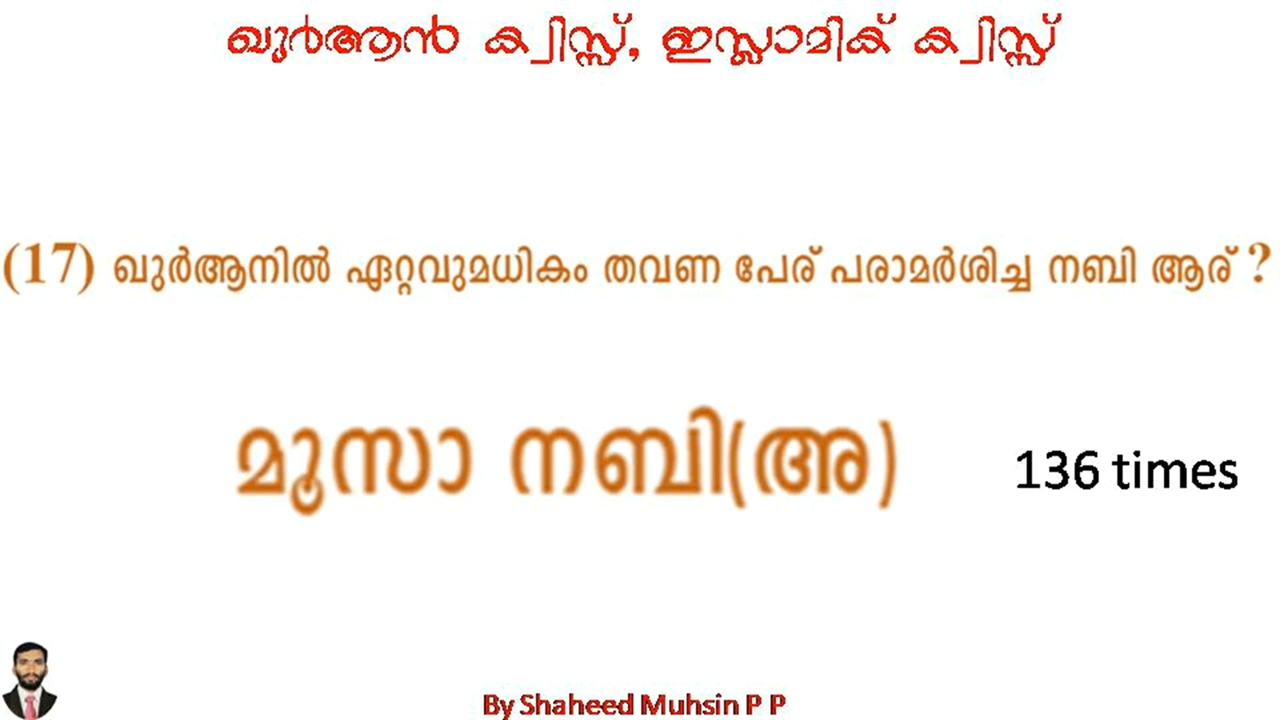 ഖുർആൻ ക്വിസ്സ്, ഇസ്ലാമിക് ക്വിസ്സ്
(17) ഖുർആനിൽ ഏറ്റവുമധികം തവണ പേര് പരാമർശിച്ച നബി ആര് ?
മൂസാ നബി(അ) 136 times
By Shaheed Muhsin P P